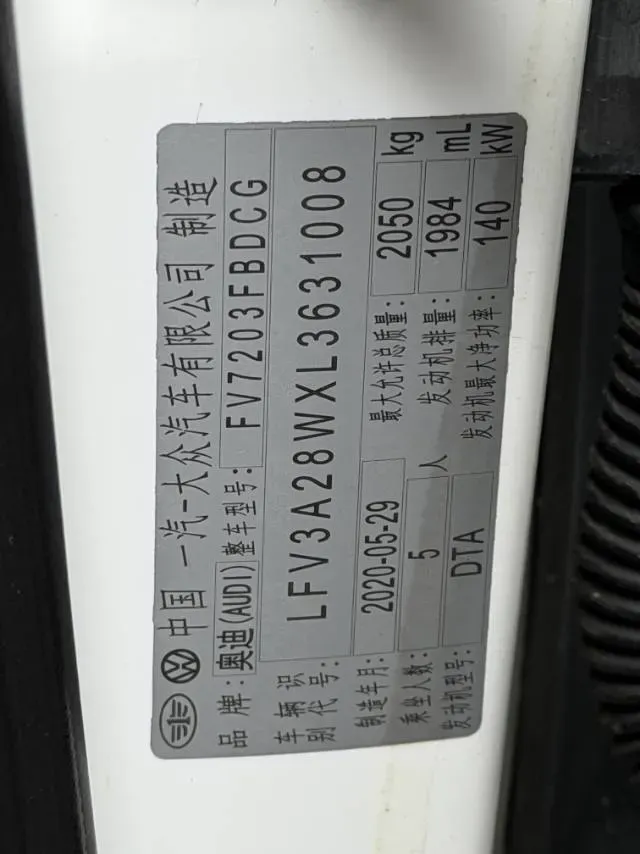 中国 一汽-大众汽车有限公司 制造
品牌: 奥迪(AUDI) 整车型号: FV7203FBDCG
车辆识别代号: LFV3A28WXL3631008
制造年月: 2020-05-29 最大允许总质量: 2050 kg
乘坐人数: 5 人 发动机排量: 1984 mL
发动机型号: DTA 发动机最大净功率: 140 kW